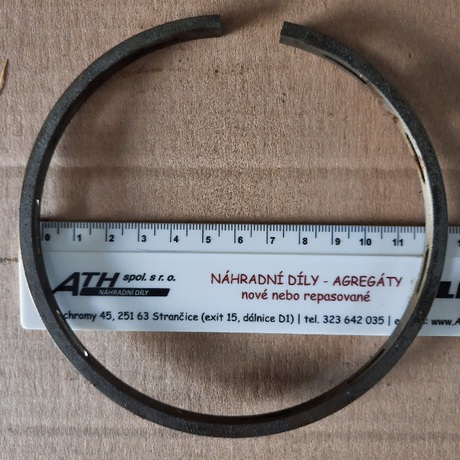 0 1 2 3 4 5 6 7 8 9 10 11
ATH spol. s r. o.
NÁHRADNÍ DÍLY
NÁHRADNÍ DÍLY - AGREGÁTY
nové nebo repasované
chromy 45, 251 63 Strančice (exit 15, dálnice D1) | tel. 323 642 035 |